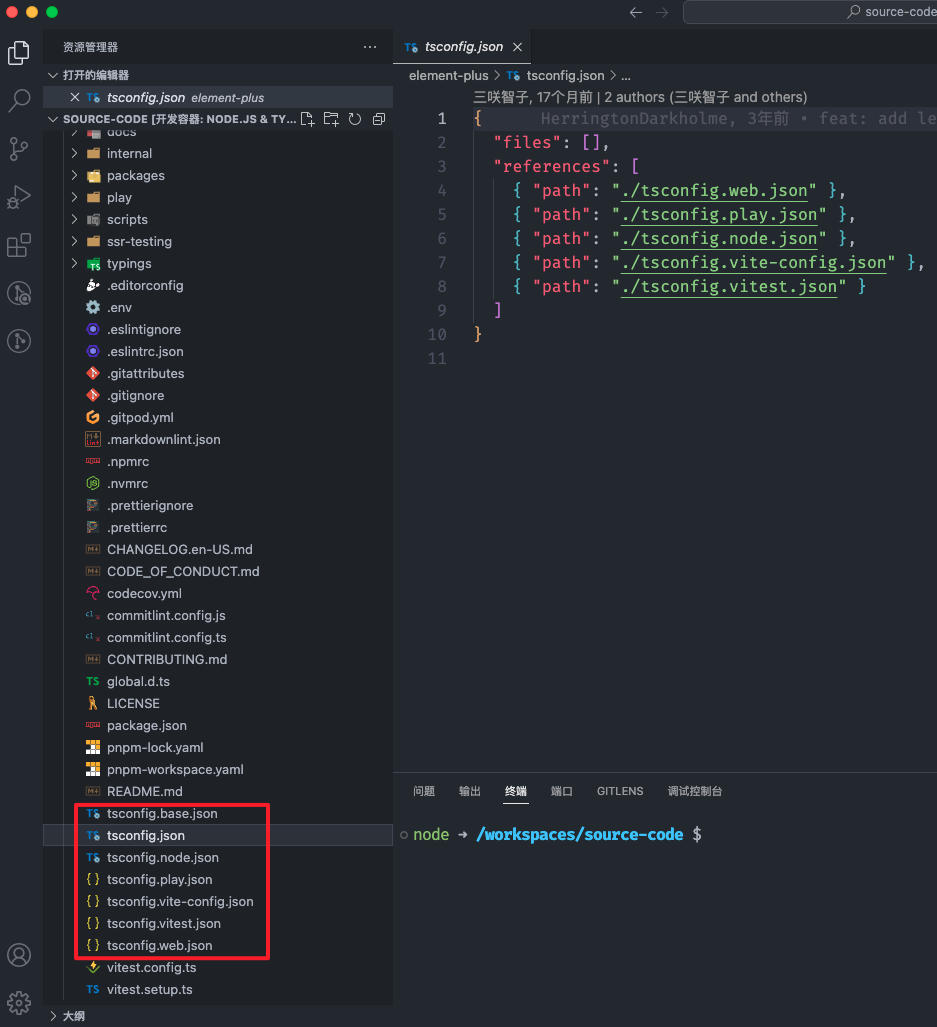 source-code
资源管理器
打开的编辑器
tsconfig.json element-plus
SOURCE-CODE [开发容器: NODE.JS & TY...
docs
internal
packages
play
scripts
ssr-testing
typings
.editorconfig
.env
.eslintignore
.eslintrc.json
.gitattributes
.gitignore
.gitpod.yml
.markdownlint.json
.npmrc
.nvmrc
.prettierignore
.prettierrc
CHANGELOG.en-US.md
CODE_OF_CONDUCT.md
codecov.yml
commitlint.config.js
commitlint.config.ts
CONTRIBUTING.md
global.d.ts
LICENSE
package.json
pnpm-lock.yaml
pnpm-workspace.yaml
README.md
tsconfig.base.json
tsconfig.json
tsconfig.node.json
tsconfig.play.json
tsconfig.vite-config.json
tsconfig.vitest.json
tsconfig.web.json
vitest.config.ts
vitest.setup.ts
大纲
tsconfig.json
element-plus > tsconfig.json > ...
三咲智子, 17个月前 | 2 authors (三咲智子 and others)
1 { HerringtonDarkholme, 3年前 • feat: add le
2 "files": [],
3 "references": [
4 { "path": "./tsconfig.web.json" },
5 { "path": "./tsconfig.play.json" },
6 { "path": "./tsconfig.node.json" },
7 { "path": "./tsconfig.vite-config.json" },
8 { "path": "./tsconfig.vitest.json" }
9 ]
10 }
11
问题 输出 终端 端口 GITLENS 调试控制台
node → /workspaces/source-code $